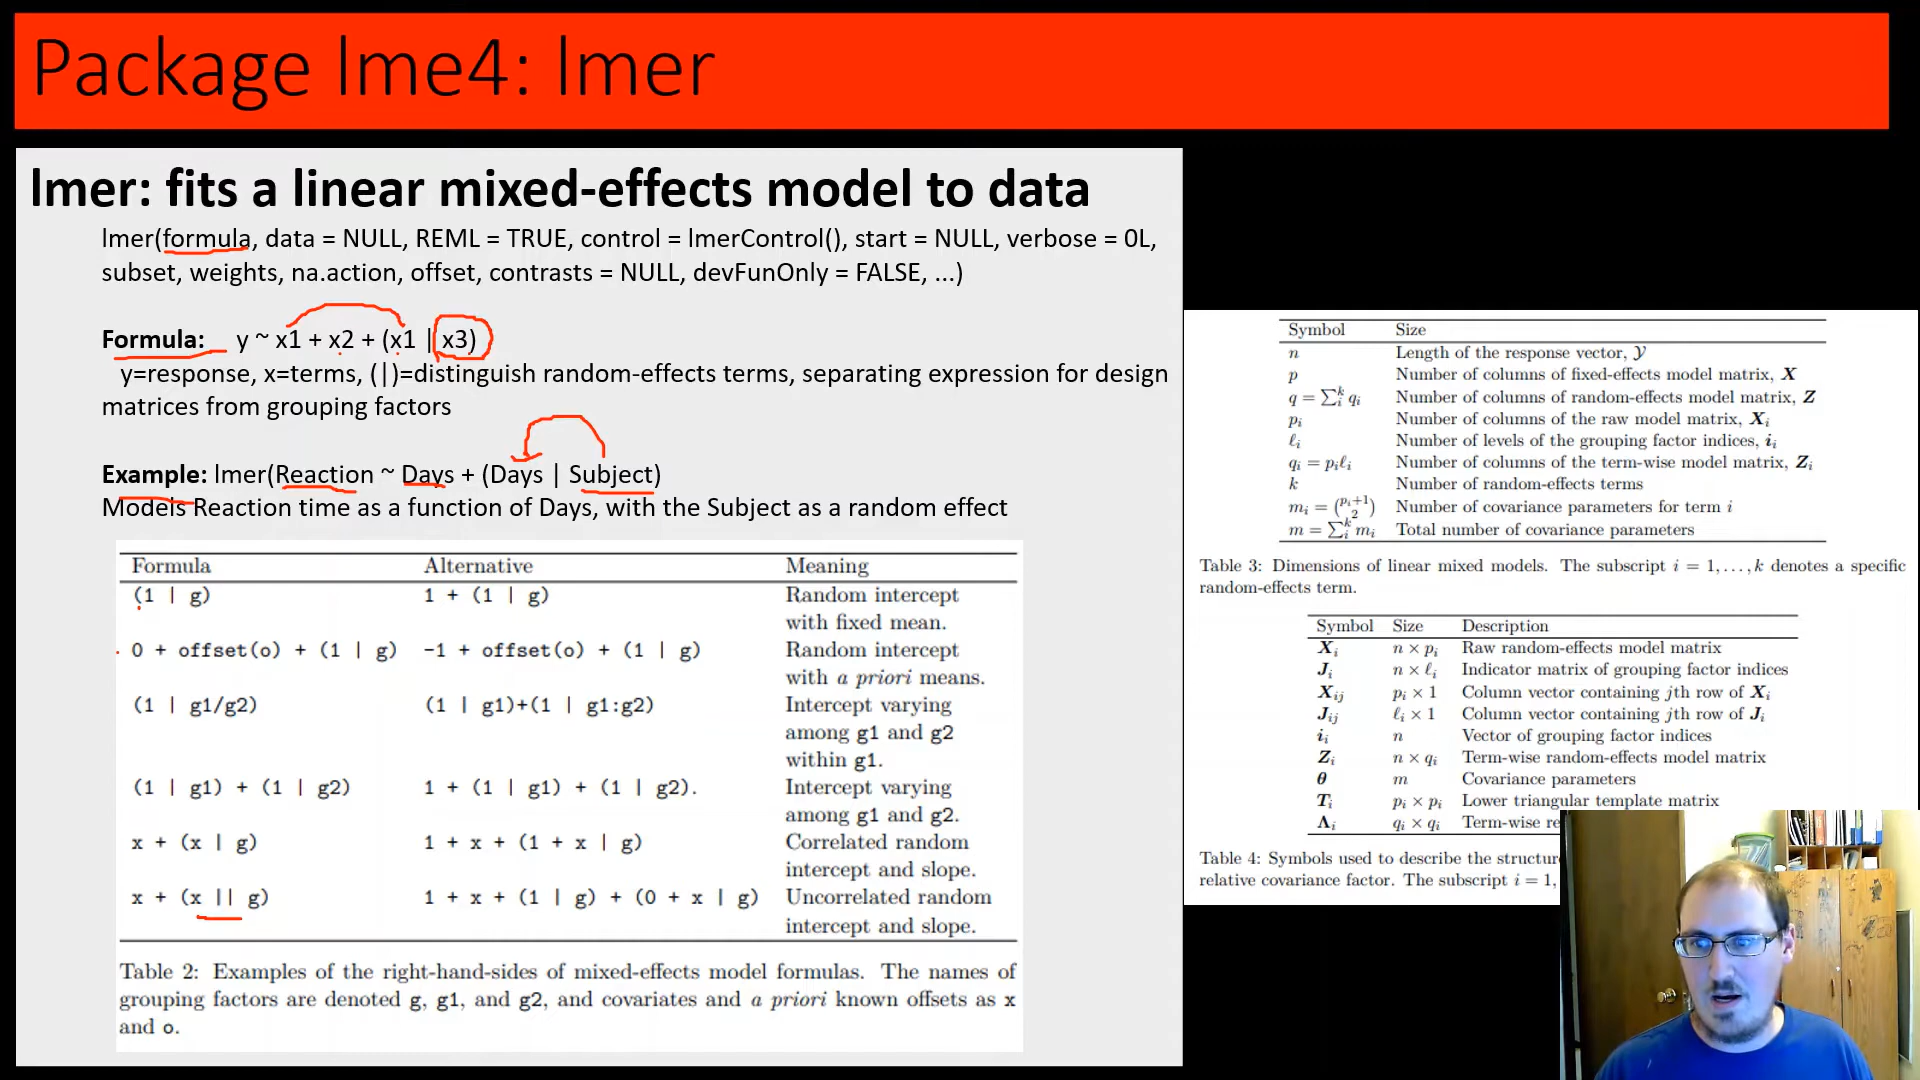 Package lme4: lmer
lmer: fits a linear mixed-effects model to data
lmer(formula, data = NULL, REML = TRUE, control = lmerControl(), start = NULL, verbose = 0L,
subset, weights, na.action, offset, contrasts = NULL, devFunOnly = FALSE, ...)
Formula: y ~ x1 + x2 + (x1 | x3)
y=response, x=terms, (|)=distinguish random-effects terms, separating expression for design
matrices from grouping factors
Example: lmer(Reaction ~ Days + (Days | Subject)
Models Reaction time as a function of Days, with the Subject as a random effect
Formula Alternative Meaning
(1 | g) 1 + (1 | g) Random intercept
with fixed mean.
0 + offset(o) + (1 | g) -1 + offset(o) + (1 | g) Random intercept
with a priori means.
(1 | g1/g2) (1 | g1)+(1 | g1:g2) Intercept varying
among g1 and g2
within g1.
(1 | g1) + (1 | g2) 1 + (1 | g1) + (1 | g2). Intercept varying
among g1 and g2.
x + (x | g) 1 + x + (1 + x | g) Correlated random
intercept and slope.
x + (x || g) 1 + x + (1 | g) + (0 + x | g) Uncorrelated random
intercept and slope.
Table 2: Examples of the right-hand-sides of mixed-effects model formulas. The names of
grouping factors are denoted g, g1, and g2, and covariates and a priori known offsets as x
and o.
Symbol Size
n Length of the response vector, 𝒴
p Number of columns of fixed-effects model matrix, X
q = ∑ᵢᵏ qᵢ Number of columns of random-effects model matrix, Z
pᵢ Number of columns of the raw model matrix, Xᵢ
ℓᵢ Number of levels of the grouping factor indices, iᵢ
qᵢ = pᵢℓᵢ Number of columns of the term-wise model matrix, Zᵢ
k Number of random-effects terms
mᵢ = (pᵢ+1 2) Number of covariance parameters for term i
m = ∑ᵢᵏ mᵢ Total number of covariance parameters
Table 3: Dimensions of linear mixed models. The subscript i = 1, . . . , k denotes a specific
random-effects term.
Symbol Size Description
Xᵢ n × pᵢ Raw random-effects model matrix
Jᵢ n × ℓᵢ Indicator matrix of grouping factor indices
Xᵢⱼ pᵢ × 1 Column vector containing jth row of Xᵢ
Jᵢⱼ ℓᵢ × 1 Column vector containing jth row of Jᵢ
iᵢ n Vector of grouping factor indices
Zᵢ n × qᵢ Term-wise random-effects model matrix
θ m Covariance parameters
Tᵢ pᵢ × pᵢ Lower triangular template matrix
Λᵢ qᵢ × qᵢ Term-wise re
Table 4: Symbols used to describe the structur
relative covariance factor. The subscript i = 1,